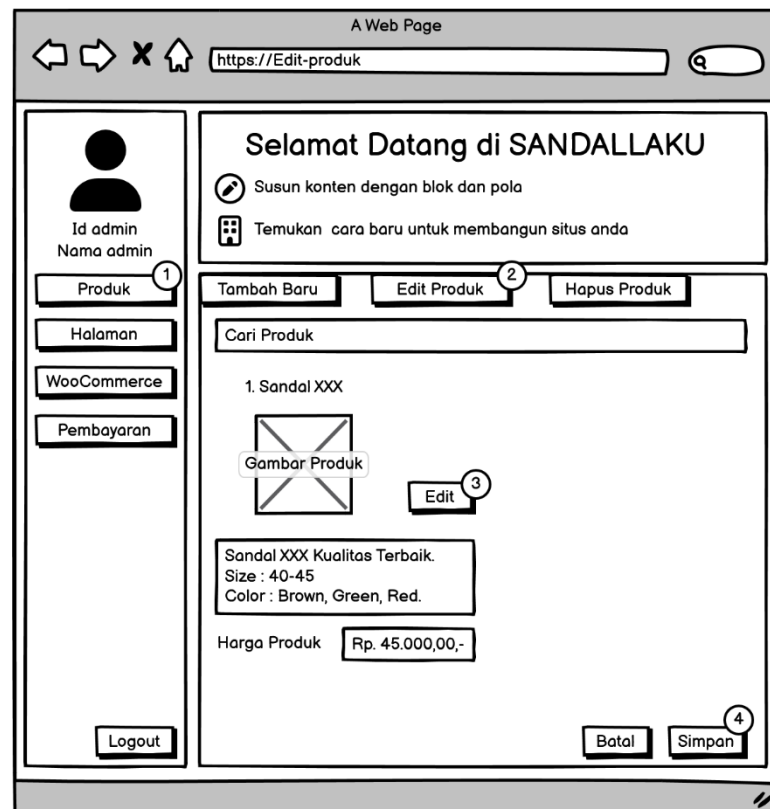 A Web Page
https://Edit-produk
Id admin
Nama admin
Produk
1
Halaman
WooCommerce
Pembayaran
Logout
Selamat Datang di SANDALLAKU
Susun konten dengan blok dan pola
Temukan cara baru untuk membangun situs anda
Tambah Baru
Edit Produk
2
Hapus Produk
Cari Produk
1. Sandal XXX
Gambar Produk
Edit
3
Sandal XXX Kualitas Terbaik.
Size : 40-45
Color : Brown, Green, Red.
Harga Produk
Rp. 45.000,00,-
Batal
Simpan
4